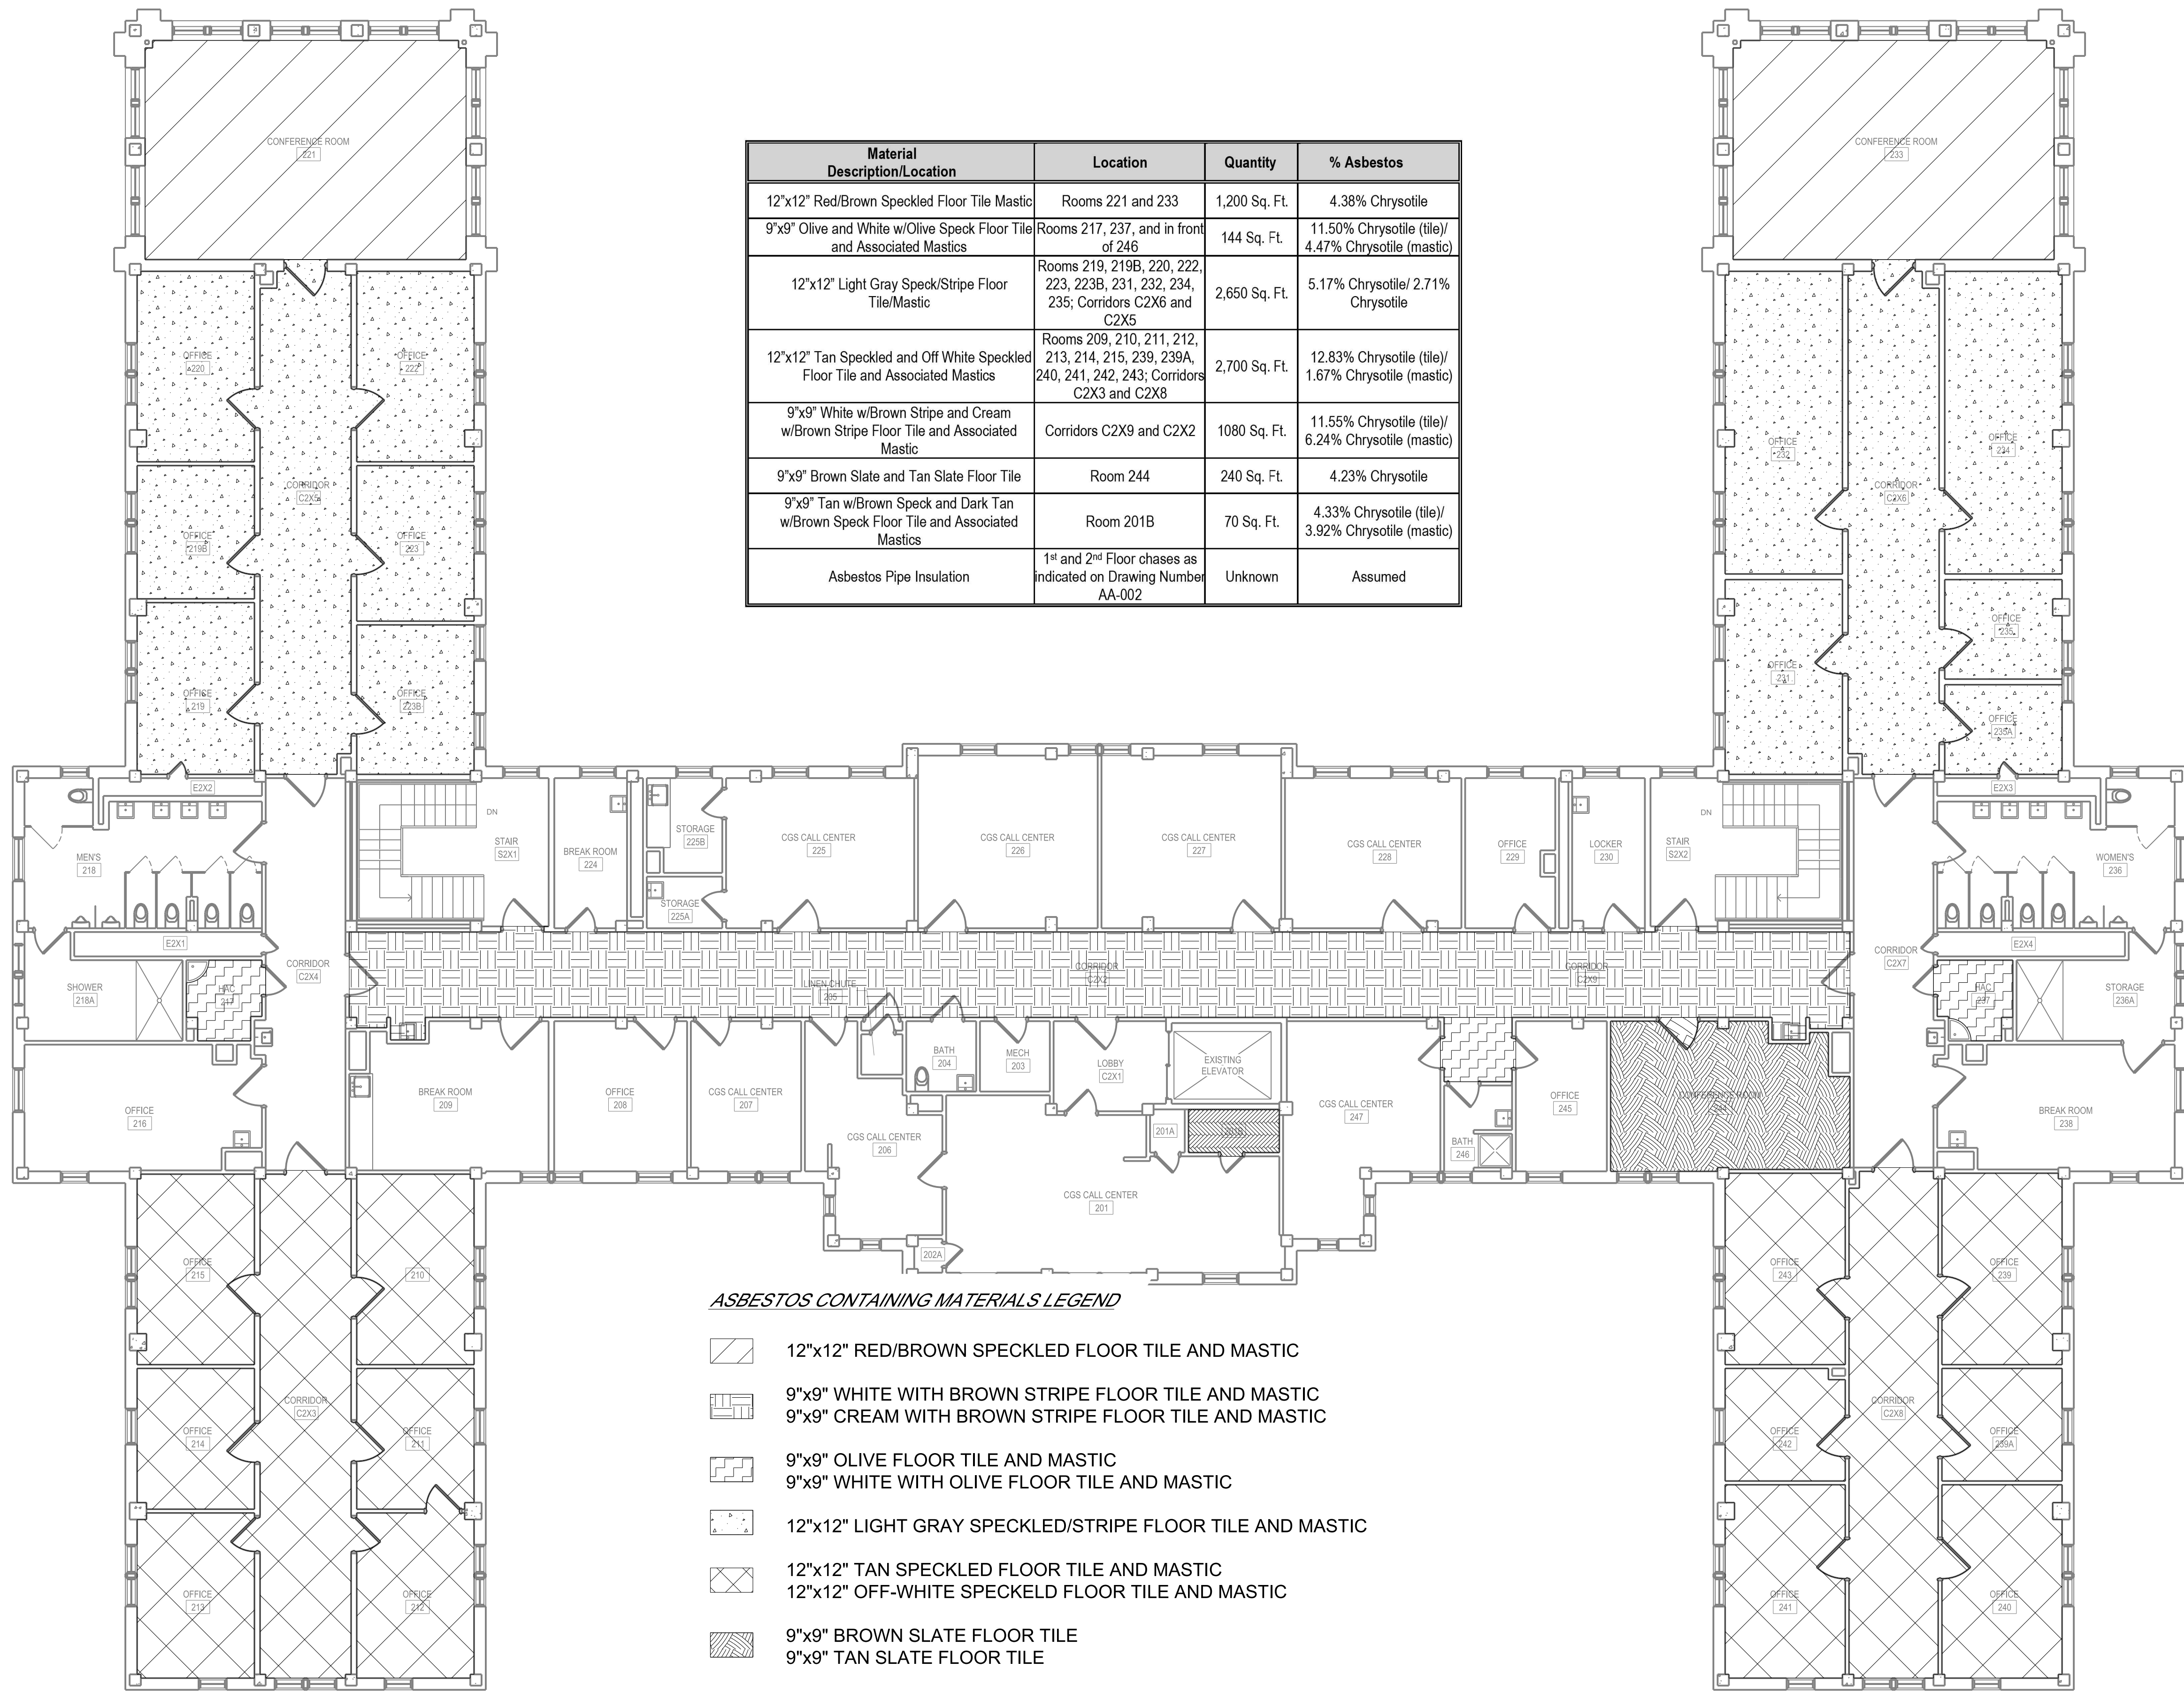 CONFERENCE ROOM
221
CONFERENCE ROOM
233
Material
Description/Location
Location
Quantity
% Asbestos
12"x12" Red/Brown Speckled Floor Tile Mastic
Rooms 221 and 233
1,200 Sq. Ft.
4.38% Chrysotile
9"x9" Olive and White w/Olive Speck Floor Tile
and Associated Mastics
Rooms 217, 237, and in front
of 246
144 Sq. Ft.
11.50% Chrysotile (tile)/
4.47% Chrysotile (mastic)
12"x12" Light Gray Speck/Stripe Floor
Tile/Mastic
Rooms 219, 219B, 220, 222,
223, 223B, 231, 232, 234,
235; Corridors C2X6 and
C2X5
2,650 Sq. Ft.
5.17% Chrysotile/ 2.71%
Chrysotile
12"x12" Tan Speckled and Off White Speckled
Floor Tile and Associated Mastics
Rooms 209, 210, 211, 212,
213, 214, 215, 239, 239A,
240, 241, 242, 243; Corridors
C2X3 and C2X8
2,700 Sq. Ft.
12.83% Chrysotile (tile)/
1.67% Chrysotile (mastic)
9"x9" White w/Brown Stripe and Cream
w/Brown Stripe Floor Tile and Associated
Mastic
Corridors C2X9 and C2X2
1080 Sq. Ft.
11.55% Chrysotile (tile)/
6.24% Chrysotile (mastic)
9"x9" Brown Slate and Tan Slate Floor Tile
Room 244
240 Sq. Ft.
4.23% Chrysotile
9"x9" Tan w/Brown Speck and Dark Tan
w/Brown Speck Floor Tile and Associated
Mastics
Room 201B
70 Sq. Ft.
4.33% Chrysotile (tile)/
3.92% Chrysotile (mastic)
Asbestos Pipe Insulation
1st and 2nd Floor chases as
indicated on Drawing Number
AA-002
Unknown
Assumed
OFFICE
220
OFFICE
222
CORRIDOR
C2X5
OFFICE
219B
OFFICE
223
OFFICE
219
OFFICE
223B
OFFICE
232
OFFICE
234
CORRIDOR
C2X6
OFFICE
235
OFFICE
231
OFFICE
235A
E2X2
MEN'S
218
E2X1
SHOWER
218A
HAC
217
CORRIDOR
C2X4
OFFICE
216
DN
STAIR
S2X1
BREAK ROOM
224
STORAGE
225B
STORAGE
225A
CGS CALL CENTER
225
CGS CALL CENTER
226
CGS CALL CENTER
227
CGS CALL CENTER
228
OFFICE
229
LOCKER
230
STAIR
S2X2
DN
E2X3
WOMEN'S
236
E2X4
CORRIDOR
C2X7
HAC
237
STORAGE
236A
BREAK ROOM
238
LINEN CHUTE
205
CORRIDOR
C2X2
CORRIDOR
C2X9
BREAK ROOM
209
OFFICE
208
CGS CALL CENTER
207
CGS CALL CENTER
206
BATH
204
MECH
203
LOBBY
C2X1
EXISTING
ELEVATOR
201A
201B
CGS CALL CENTER
201
202A
CGS CALL CENTER
247
BATH
246
OFFICE
245
CONFERENCE ROOM
244
OFFICE
215
210
OFFICE
214
CORRIDOR
C2X3
OFFICE
211
OFFICE
213
OFFICE
212
OFFICE
243
OFFICE
239
OFFICE
242
CORRIDOR
C2X8
OFFICE
239A
OFFICE
241
OFFICE
240
ASBESTOS CONTAINING MATERIALS LEGEND
12"x12" RED/BROWN SPECKLED FLOOR TILE AND MASTIC
9"x9" WHITE WITH BROWN STRIPE FLOOR TILE AND MASTIC
9"x9" CREAM WITH BROWN STRIPE FLOOR TILE AND MASTIC
9"x9" OLIVE FLOOR TILE AND MASTIC
9"x9" WHITE WITH OLIVE FLOOR TILE AND MASTIC
12"x12" LIGHT GRAY SPECKLED/STRIPE FLOOR TILE AND MASTIC
12"x12" TAN SPECKLED FLOOR TILE AND MASTIC
12"x12" OFF-WHITE SPECKELD FLOOR TILE AND MASTIC
9"x9" BROWN SLATE FLOOR TILE
9"x9" TAN SLATE FLOOR TILE